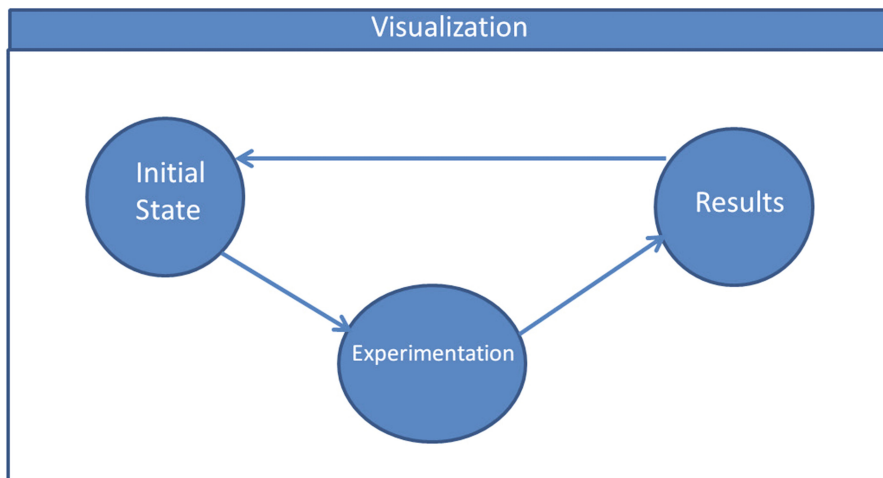 Visualization
Initial
State
Results
Experimentation